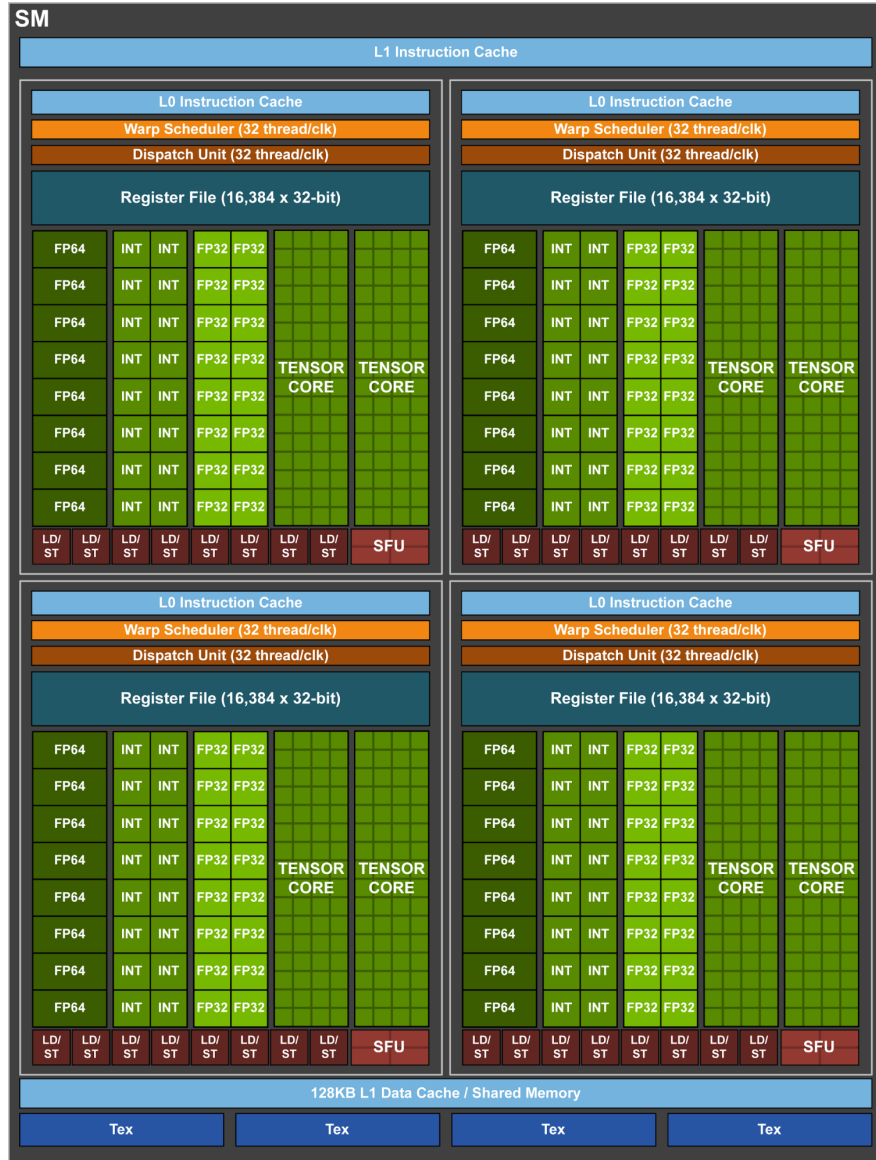 SM
L1 Instruction Cache
L0 Instruction Cache
Warp Scheduler (32 thread/clk)
Dispatch Unit (32 thread/clk)
Register File (16,384 x 32-bit)
FP64 INT INT FP32 FP32
FP64 INT INT FP32 FP32
FP64 INT INT FP32 FP32
FP64 INT INT FP32 FP32
TENSOR CORE TENSOR CORE
FP64 INT INT FP32 FP32
FP64 INT INT FP32 FP32
FP64 INT INT FP32 FP32
FP64 INT INT FP32 FP32
LD/ST LD/ST LD/ST LD/ST LD/ST LD/ST LD/ST LD/ST SFU
L0 Instruction Cache
Warp Scheduler (32 thread/clk)
Dispatch Unit (32 thread/clk)
Register File (16,384 x 32-bit)
FP64 INT INT FP32 FP32
FP64 INT INT FP32 FP32
FP64 INT INT FP32 FP32
FP64 INT INT FP32 FP32
TENSOR CORE TENSOR CORE
FP64 INT INT FP32 FP32
FP64 INT INT FP32 FP32
FP64 INT INT FP32 FP32
FP64 INT INT FP32 FP32
LD/ST LD/ST LD/ST LD/ST LD/ST LD/ST LD/ST LD/ST SFU
L0 Instruction Cache
Warp Scheduler (32 thread/clk)
Dispatch Unit (32 thread/clk)
Register File (16,384 x 32-bit)
FP64 INT INT FP32 FP32
FP64 INT INT FP32 FP32
FP64 INT INT FP32 FP32
FP64 INT INT FP32 FP32
TENSOR CORE TENSOR CORE
FP64 INT INT FP32 FP32
FP64 INT INT FP32 FP32
FP64 INT INT FP32 FP32
FP64 INT INT FP32 FP32
LD/ST LD/ST LD/ST LD/ST LD/ST LD/ST LD/ST LD/ST SFU
L0 Instruction Cache
Warp Scheduler (32 thread/clk)
Dispatch Unit (32 thread/clk)
Register File (16,384 x 32-bit)
FP64 INT INT FP32 FP32
FP64 INT INT FP32 FP32
FP64 INT INT FP32 FP32
FP64 INT INT FP32 FP32
TENSOR CORE TENSOR CORE
FP64 INT INT FP32 FP32
FP64 INT INT FP32 FP32
FP64 INT INT FP32 FP32
FP64 INT INT FP32 FP32
LD/ST LD/ST LD/ST LD/ST LD/ST LD/ST LD/ST LD/ST SFU
128KB L1 Data Cache / Shared Memory
Tex Tex Tex Tex